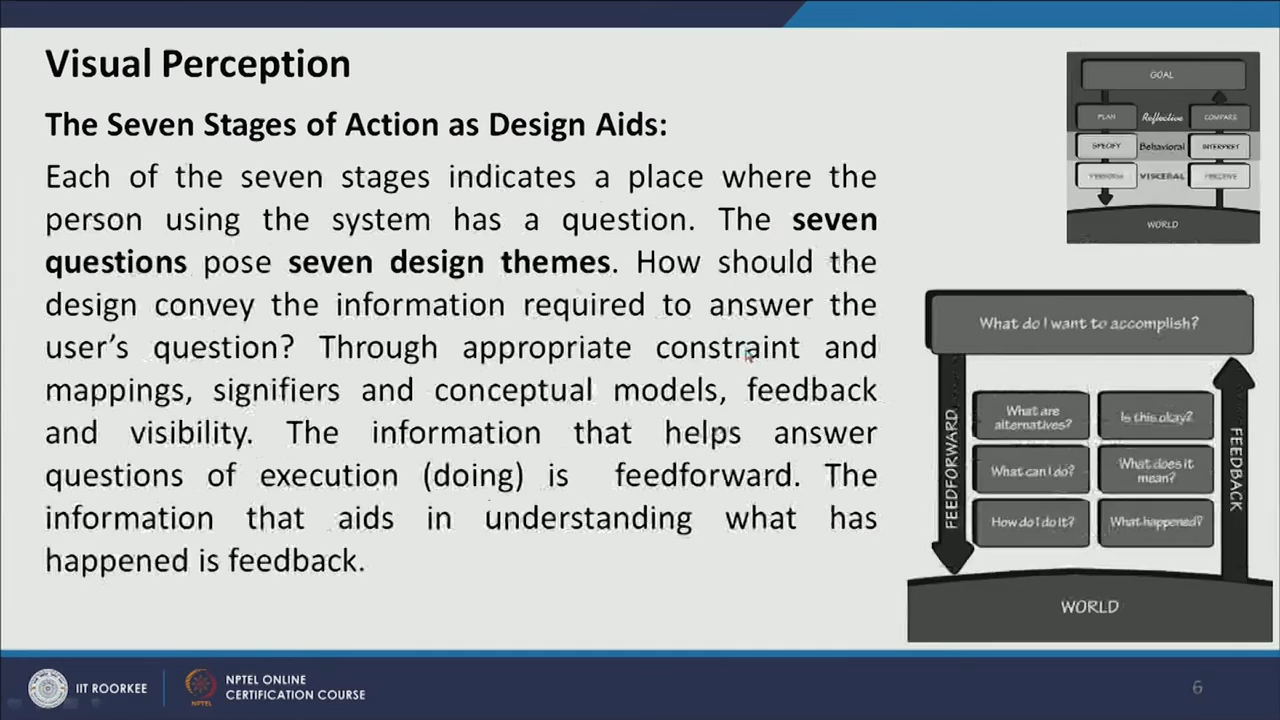 Visual Perception
The Seven Stages of Action as Design Aids:
Each of the seven stages indicates a place where the
person using the system has a question. The seven
questions pose seven design themes. How should the
design convey the information required to answer the
user's question? Through appropriate constraint and
mappings, signifiers and conceptual models, feedback
and visibility. The information that helps answer
questions of execution (doing) is feedforward. The
information that aids in understanding what has
happened is feedback.
GOAL
PLAN Reflective COMPARE
SPECIFY Behavioral INTERPRET
PERFORM VISCERAL PERCEIVE
WORLD
What do I want to accomplish?
FEEDFORWARD
What are
alternatives?
What can I do?
How do I do it?
Is this okay?
What does it
mean?
What happened?
FEEDBACK
WORLD
IIT ROORKEE
NPTEL
NPTEL ONLINE
CERTIFICATION COURSE
6